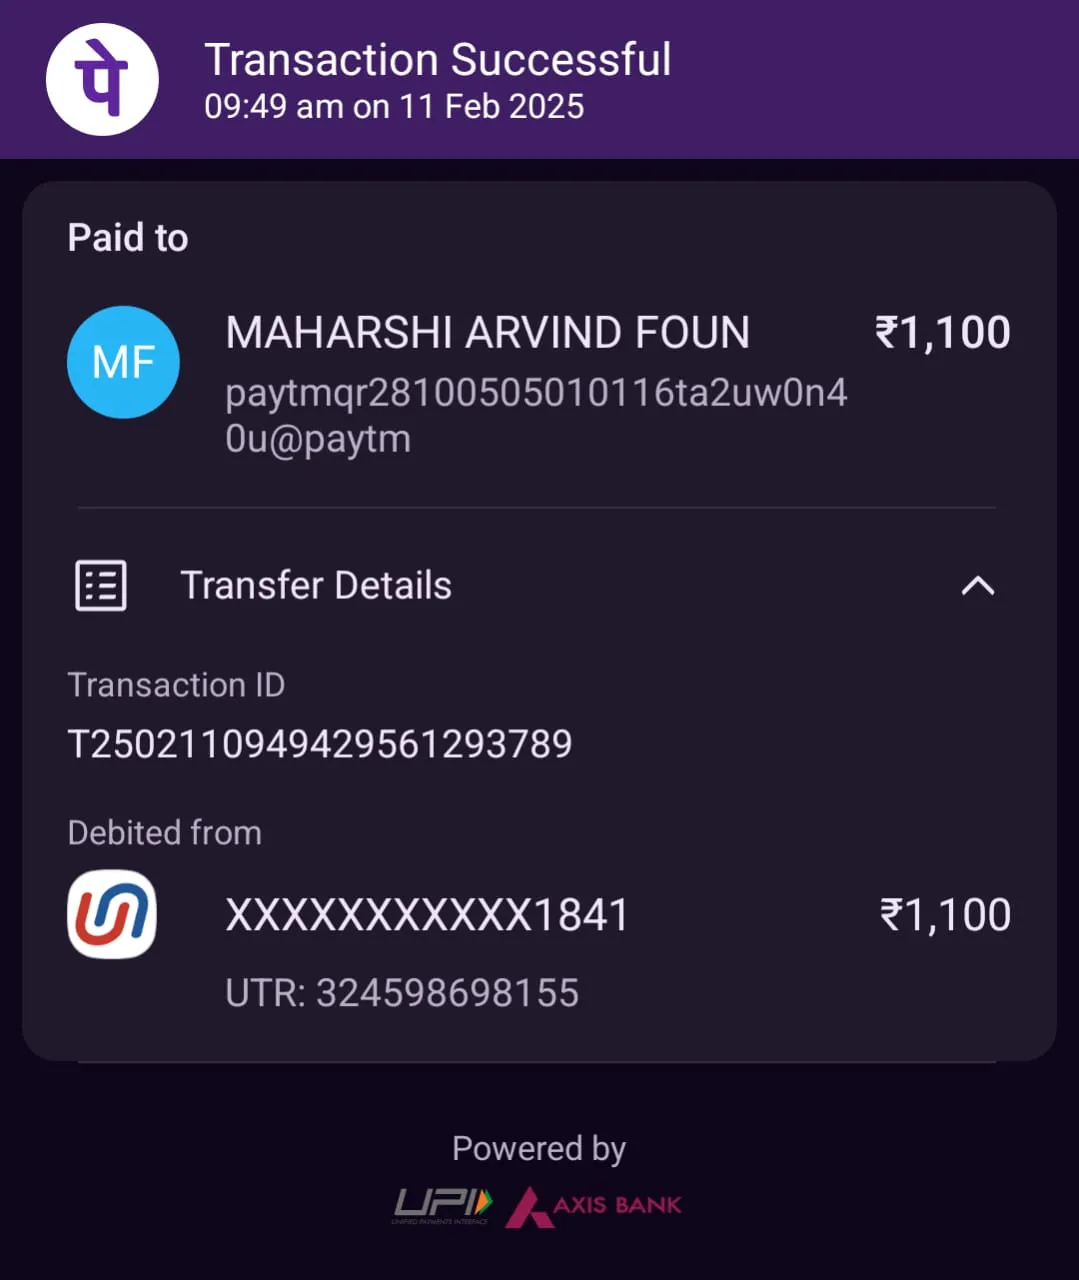 पे
Transaction Successful
09:49 am on 11 Feb 2025
Paid to
MF
MAHARSHI ARVIND FOUN
₹1,100
paytmqr28100505010116ta2uw0n4
0u@paytm
Transfer Details
Transaction ID
T2502110949429561293789
Debited from
XXXXXXXXXXX1841
₹1,100
UTR: 324598698155
Powered by
UPI
UNIFIED PAYMENTS INTERFACE
AXIS BANK